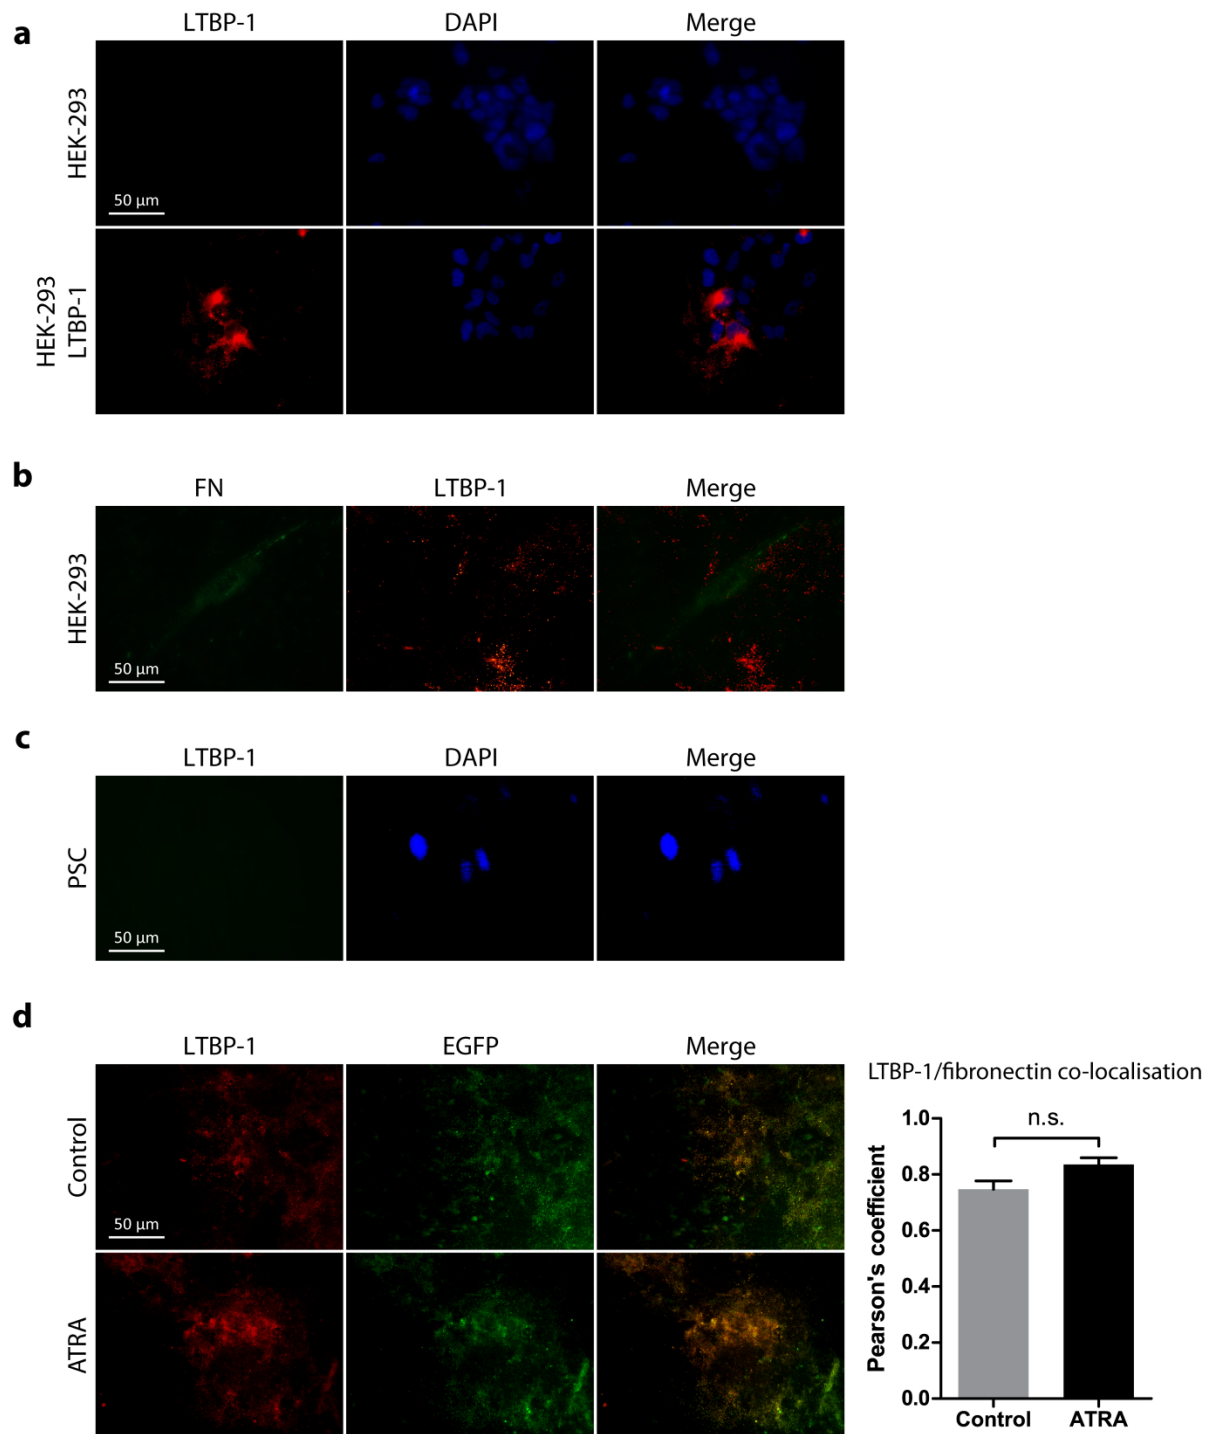 a
LTBP-1 DAPI Merge
HEK-293
50 μm
HEK-293
LTBP-1
b
FN LTBP-1 Merge
HEK-293
50 μm
c
LTBP-1 DAPI Merge
PSC
50 μm
d
LTBP-1 EGFP Merge
Control
50 μm
ATRA
LTBP-1/fibronectin co-localisation
n.s.
Pearson's coefficient
1.0
0.8
0.6
0.4
0.2
0.0
Control ATRA